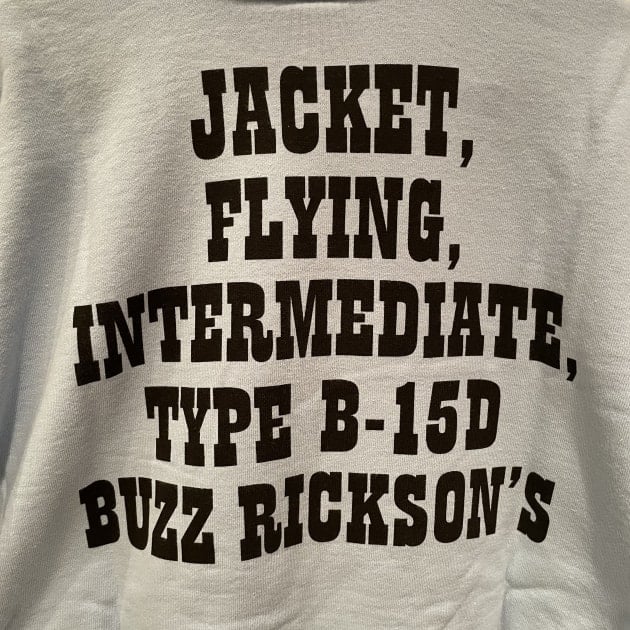 JACKET,
FLYING,
INTERMEDIATE,
TYPE B-15D
BUZZ RICKSON'S